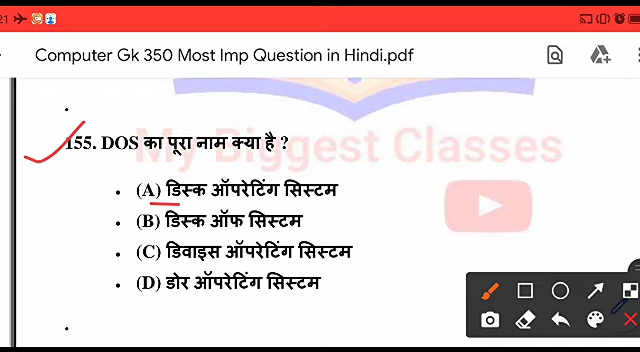 21
Computer Gk 350 Most Imp Question in Hindi.pdf
My Biggest Classes
155. DOS का पूरा नाम क्या है ?
(A) डिस्क ऑपरेटिंग सिस्टम
(B) डिस्क ऑफ सिस्टम
(C) डिवाइस ऑपरेटिंग सिस्टम
(D) डोर ऑपरेटिंग सिस्टम